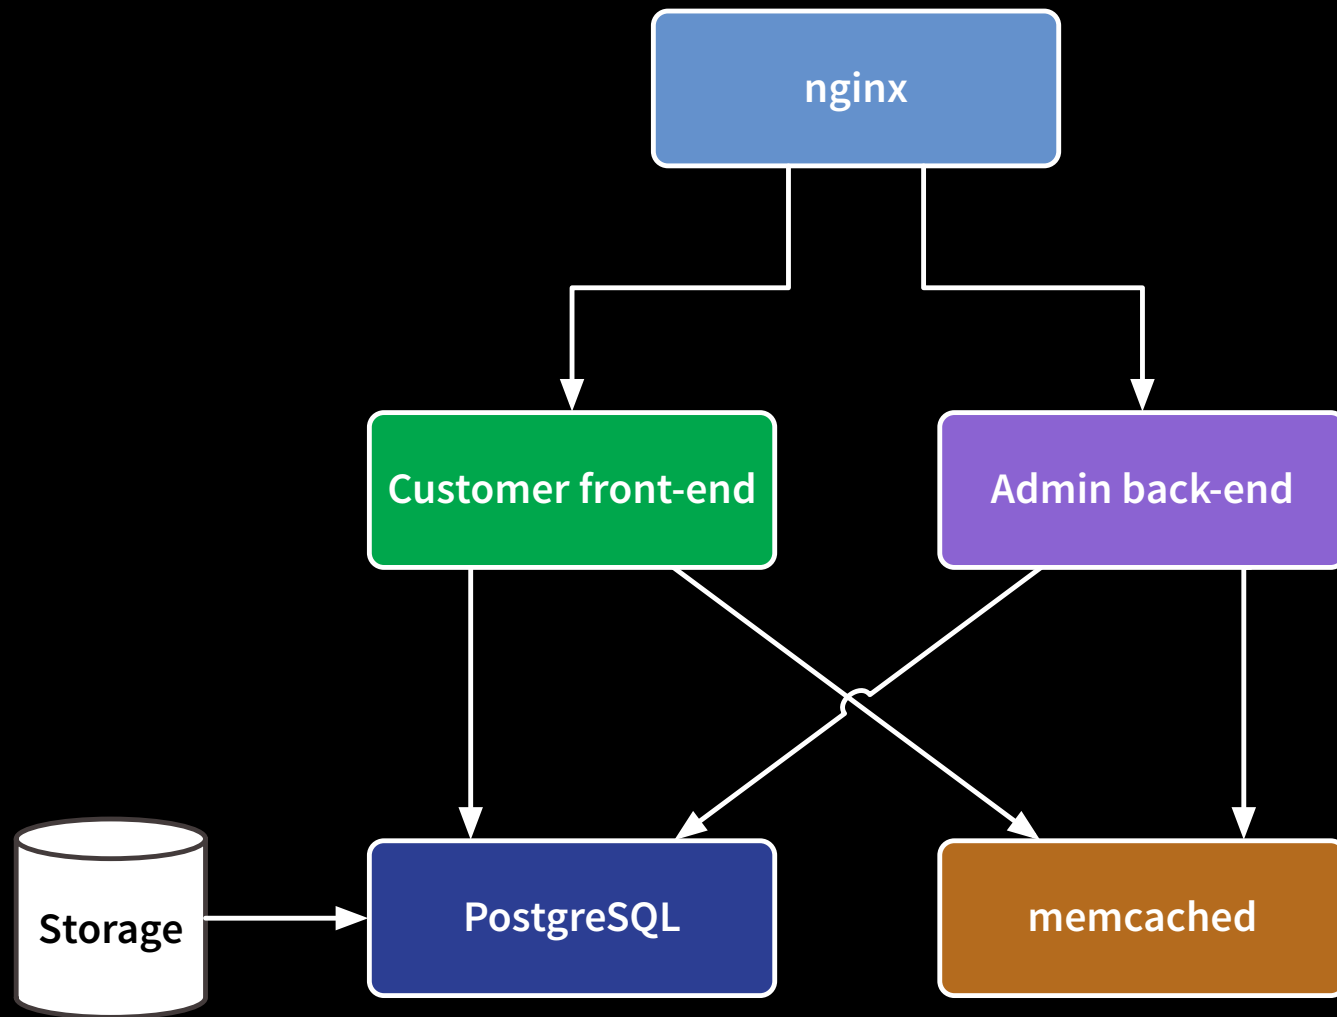 nginx
Customer front-end
Admin back-end
Storage
PostgreSQL
memcached